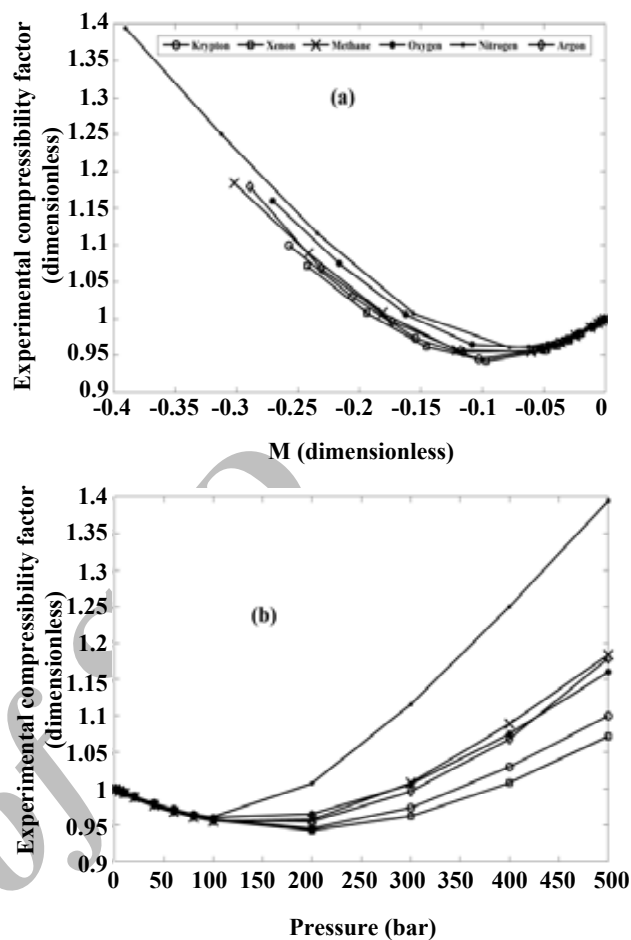 1.4
1.35
1.3
1.25
1.2
1.15
1.1
1.05
1
0.95
0.9
Experimental compressibility factor
(dimensionless)
Krypton Xenon Methane Oxygen Nitrogen Argon
(a)
-0.4 -0.3 -0.25 -0.2 -0.15 -0.1 -0.05 0
M (dimensionless)
1.4
1.35
1.3
1.25
1.2
1.15
1.1
1.05
1
0.95
0.9
Experimental compressibility factor
(dimensionless)
(b)
0 50 100 150 200 250 300 350 400 450 500
Pressure (bar)
of